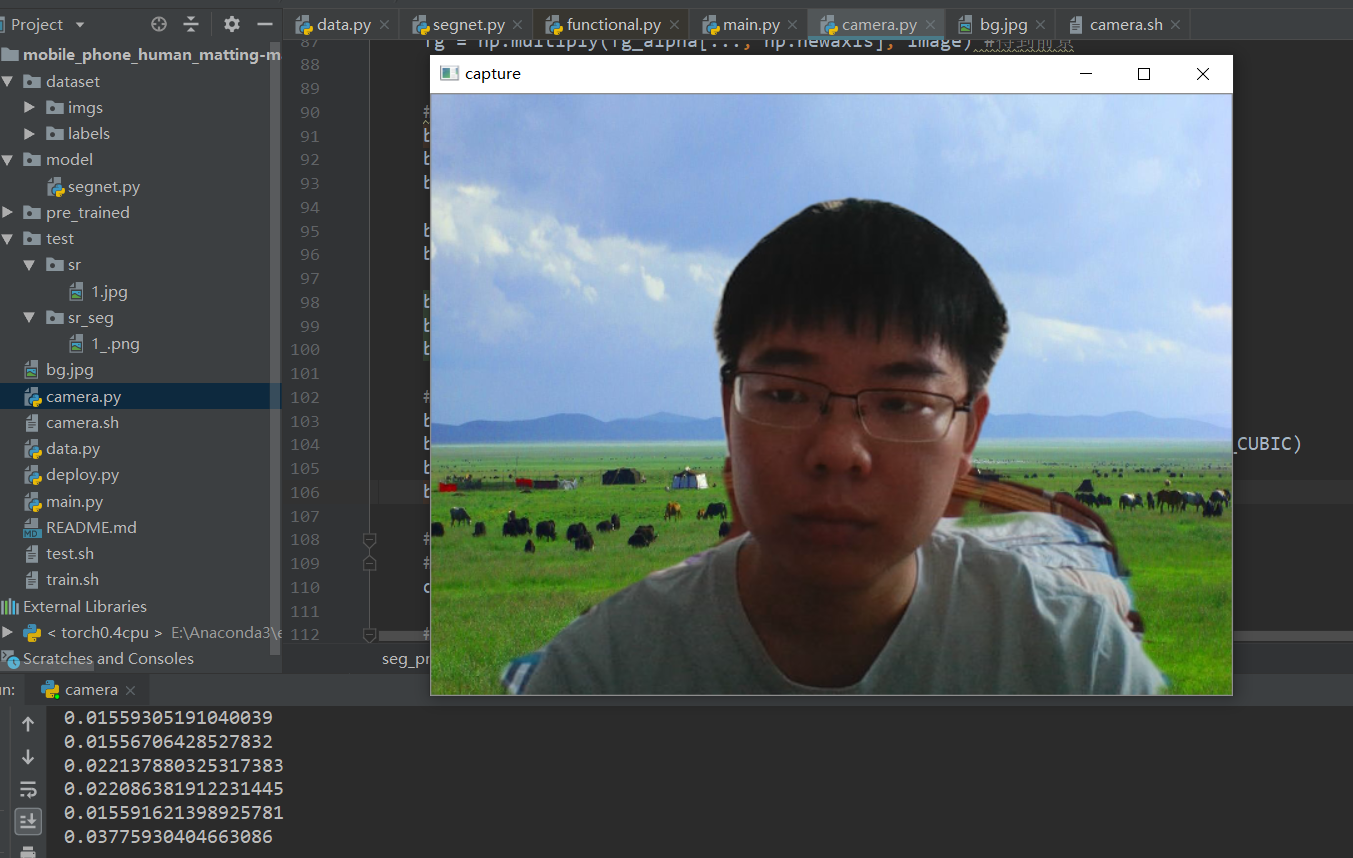 Project
data.py
segnet.py
functional.py
main.py
camera.py
bg.jpg
camera.sh
mobile_phone_human_matting-m
dataset
imgs
labels
model
segnet.py
pre_trained
test
sr
1.jpg
sr_seg
1_.png
bg.jpg
camera.py
camera.sh
data.py
deploy.py
main.py
README.md
test.sh
train.sh
External Libraries
< torch0.4cpu > E:\Anaconda3\e
Scratches and Consoles
87 fg = np.multiply(fg_alpha[..., np.newaxis], image) #得到前景
88
89
90 #
91 b
92 b
93 b
94
95 b
96 b
97
98 b
99 b
100 b
101
102 #
103 b
104 b _CUBIC)
105 b
106 b
107
108 #
109 #
110 c
111
112 #
capture
seg_pr
un:
camera
0.01559305191040039
0.01556706428527832
0.022137880325317383
0.022086381912231445
0.015591621398925781
0.03775930404663086